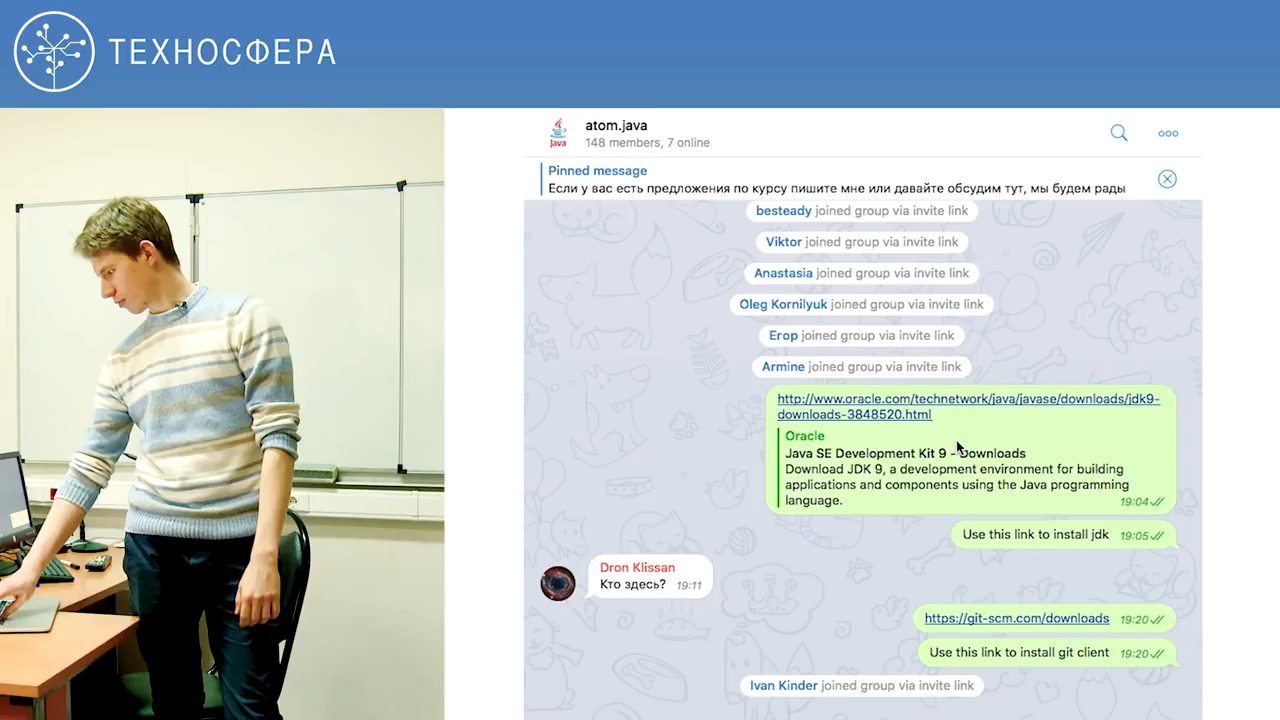 ТЕХНОСФЕРА
atom.java
148 members, 7 online
Java
Pinned message
Если у вас есть предложения по курсу пишите мне или давайте обсудим тут, мы будем рады
besteady joined group via invite link
Viktor joined group via invite link
Anastasia joined group via invite link
Oleg Kornilyuk joined group via invite link
Егор joined group via invite link
Armine joined group via invite link
http://www.oracle.com/technetwork/java/javase/downloads/jdk9-
downloads-3848520.html
Oracle
Java SE Development Kit 9 - Downloads
Download JDK 9, a development environment for building
applications and components using the Java programming
language.
19:04
Use this link to install jdk 19:05
Dron Klissan
Кто здесь? 19:11
https://git-scm.com/downloads 19:20
Use this link to install git client 19:20
Ivan Kinder joined group via invite link